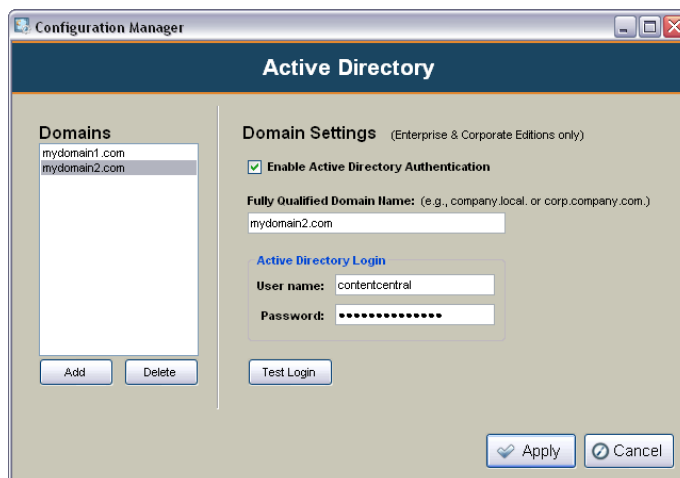 Configuration Manager
Active Directory
Domains
mydomain1.com
mydomain2.com
Add
Delete
Domain Settings (Enterprise & Corporate Editions only)
Enable Active Directory Authentication
Fully Qualified Domain Name: (e.g., company.local. or corp.company.com.)
mydomain2.com
Active Directory Login
User name: contentcentral
Password: ••••••••••••••
Test Login
Apply
Cancel